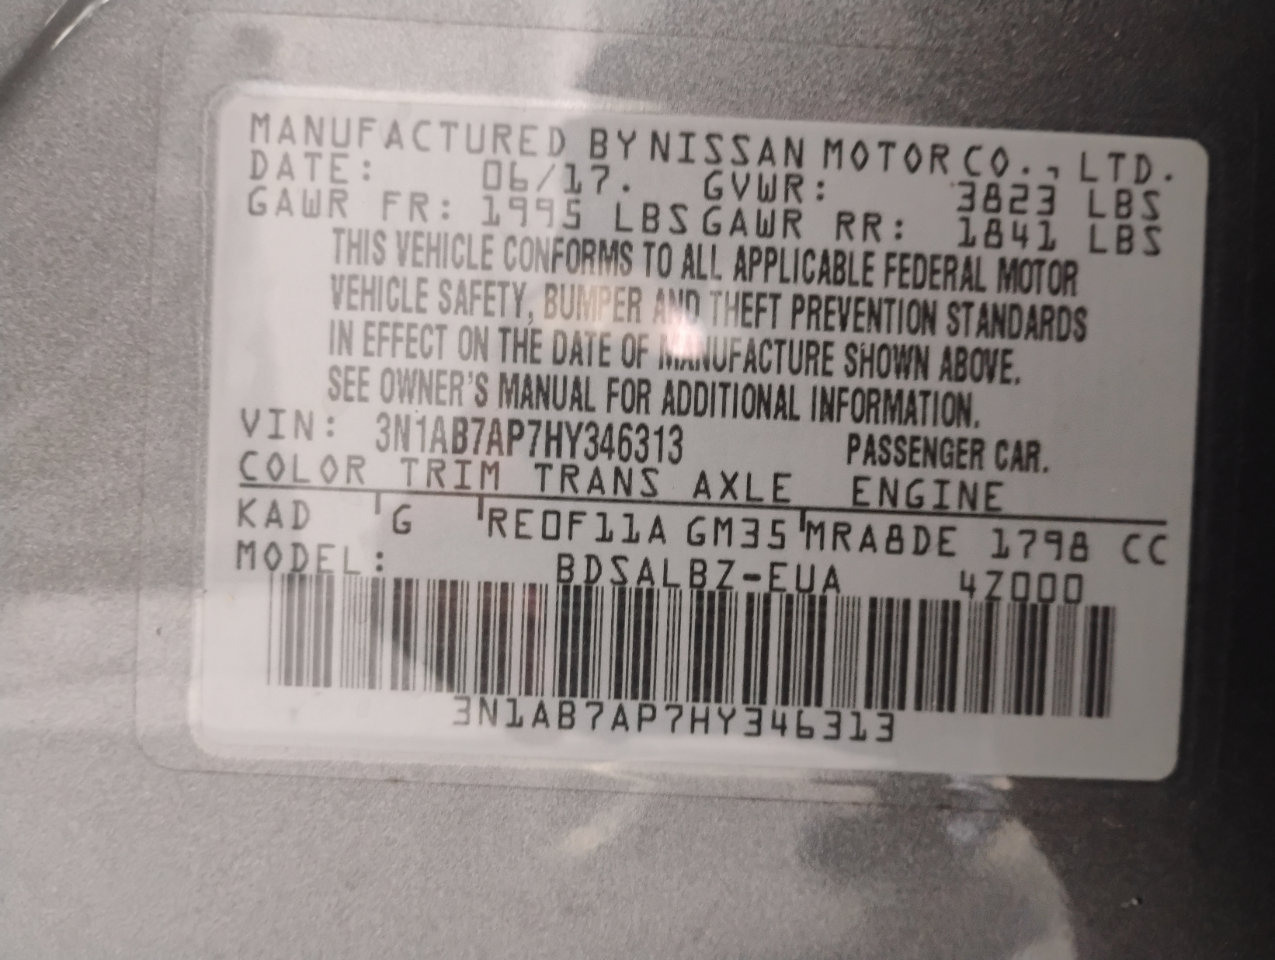 MANUFACTURED BY NISSAN MOTOR CO., LTD.
DATE: 06/17. GVWR: 3823 LBS
GAWR FR: 1995 LBS GAWR RR: 1841 LBS
THIS VEHICLE CONFORMS TO ALL APPLICABLE FEDERAL MOTOR
VEHICLE SAFETY, BUMPER AND THEFT PREVENTION STANDARDS
IN EFFECT ON THE DATE OF MANUFACTURE SHOWN ABOVE.
SEE OWNER'S MANUAL FOR ADDITIONAL INFORMATION.
VIN: 3N1AB7AP7HY346313 PASSENGER CAR.
COLOR TRIM TRANS AXLE ENGINE
KAD G RE0F11A GM35 MRA8DE 1798 CC
MODEL: BDSALBZ-EUA 4Z000
3N1AB7AP7HY346313